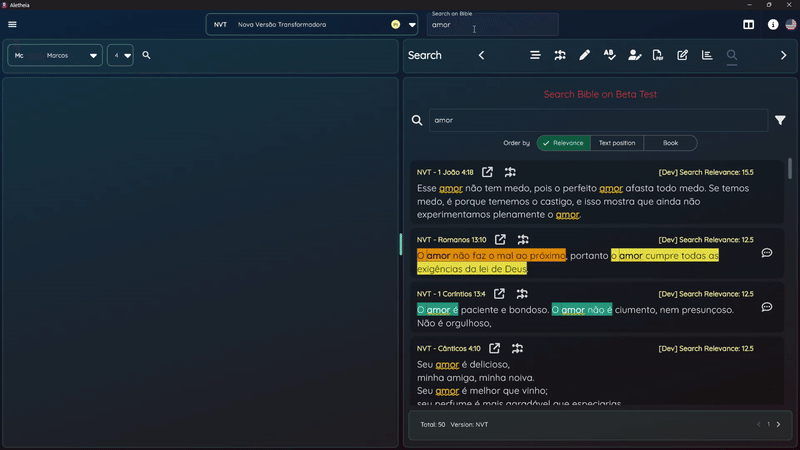 Aletheia
NVT Nova Versão Transformadora
Search on Bible
amor
Mc Marcos 4
Search
Search Bible on Beta Test
amor
Order by Relevance Text position Book
NVT - 1 João 4:18 [Dev] Search Relevance: 15.5
Esse amor não tem medo, pois o perfeito amor afasta todo medo. Se temos
medo, é porque tememos o castigo, e isso mostra que ainda não
experimentamos plenamente o amor.
NVT - Romanos 13:10 [Dev] Search Relevance: 12.5
O amor não faz o mal ao próximo, portanto o amor cumpre todas as
exigências da lei de Deus
NVT - 1 Coríntios 13:4 [Dev] Search Relevance: 12.5
O amor é paciente e bondoso. O amor não é ciumento, nem presunçoso.
Não é orgulhoso,
NVT - Cânticos 4:10 [Dev] Search Relevance: 12.5
Seu amor é delicioso,
minha amiga, minha noiva.
Seu amor é melhor que vinho;
seu perfume é mais agradável que especiarias
Total: 50 Version: NVT 1